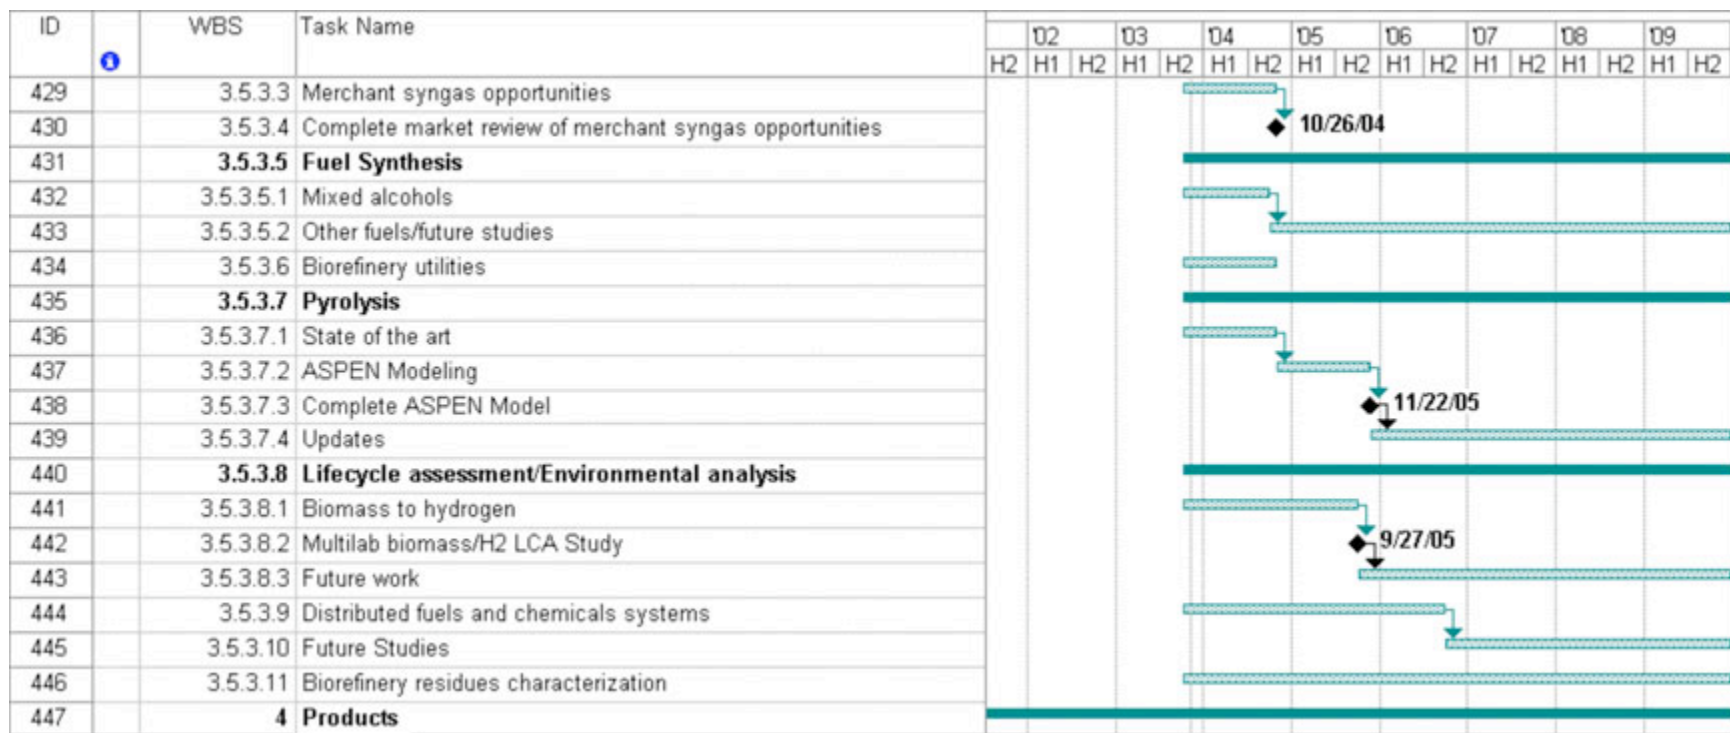 ID WBS Task Name
'02 '03 '04 '05 '06 '07 '08 '09
H2 H1 H2 H1 H2 H1 H2 H1 H2 H1 H2 H1 H2 H1 H2 H1 H2
429 3.5.3.3 Merchant syngas opportunities
430 3.5.3.4 Complete market review of merchant syngas opportunities 10/26/04
431 3.5.3.5 Fuel Synthesis
432 3.5.3.5.1 Mixed alcohols
433 3.5.3.5.2 Other fuels/future studies
434 3.5.3.6 Biorefinery utilities
435 3.5.3.7 Pyrolysis
436 3.5.3.7.1 State of the art
437 3.5.3.7.2 ASPEN Modeling
438 3.5.3.7.3 Complete ASPEN Model 11/22/05
439 3.5.3.7.4 Updates
440 3.5.3.8 Lifecycle assessment/Environmental analysis
441 3.5.3.8.1 Biomass to hydrogen
442 3.5.3.8.2 Multilab biomass/H2 LCA Study 9/27/05
443 3.5.3.8.3 Future work
444 3.5.3.9 Distributed fuels and chemicals systems
445 3.5.3.10 Future Studies
446 3.5.3.11 Biorefinery residues characterization
447 4 Products